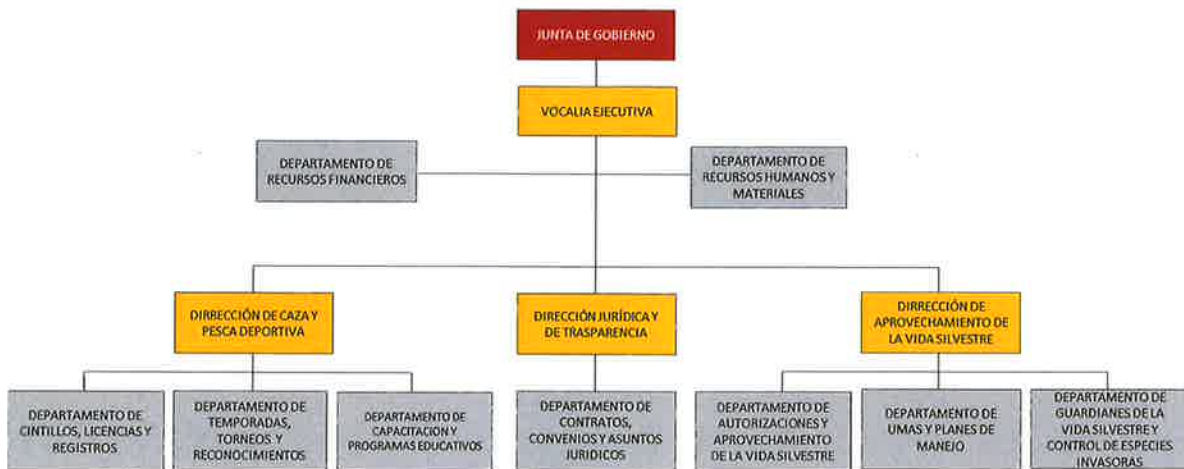 JUNTA DE GOBIERNO
VOCALIA EJECUTIVA
DEPARTAMENTO DE
RECURSOS FINANCIEROS
DEPARTAMENTO DE
RECURSOS HUMANOS Y
MATERIALES
DIRRECCIÓN DE CAZA Y
PESCA DEPORTIVA
DIRECCIÓN JURÍDICA Y
DE TRASPARENCIA
DIRRECCIÓN DE
APROVECHAMIENTO DE
LA VIDA SILVESTRE
DEPARTAMENTO DE
CINTILLOS, LICENCIAS Y
REGISTROS
DEPARTAMENTO DE
TEMPORADAS,
TORNEOS Y
RECONOCIMIENTOS
DEPARTAMENTO DE
CAPACITACION Y
PROGRAMAS EDUCATIVOS
DEPARTAMENTO DE
CONTRATOS,
CONVENIOS Y ASUNTOS
JURIDICOS
DEPARTAMENTO DE
AUTORIZACIONES Y
APROVECHAMIENTO
DE LA VIDA SILVESTRE
DEPARTAMENTO DE
UMAS Y PLANES DE
MANEJO
DEPARTAMENTO DE
GUARDIANES DE LA
VIDA SILVESTRE Y
CONTROL DE ESPECIES
INVASORAS